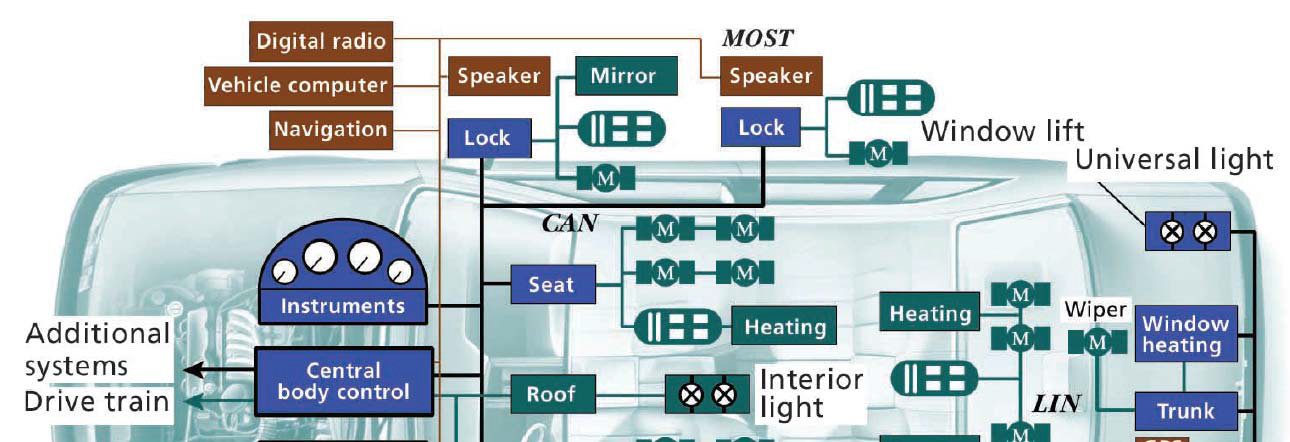 Digital radio
MOST
Speaker
Mirror
Speaker
Vehicle computer
Navigation
Lock
Lock
M
M
Window lift
Universal light
CAN
M
M
Seat
M
M
Instruments
Heating
Heating
M
M
Wiper
M
Window
heating
Additional
systems
Drive train
Central
body control
Roof
Interior
light
LIN
Trunk
M
M
M